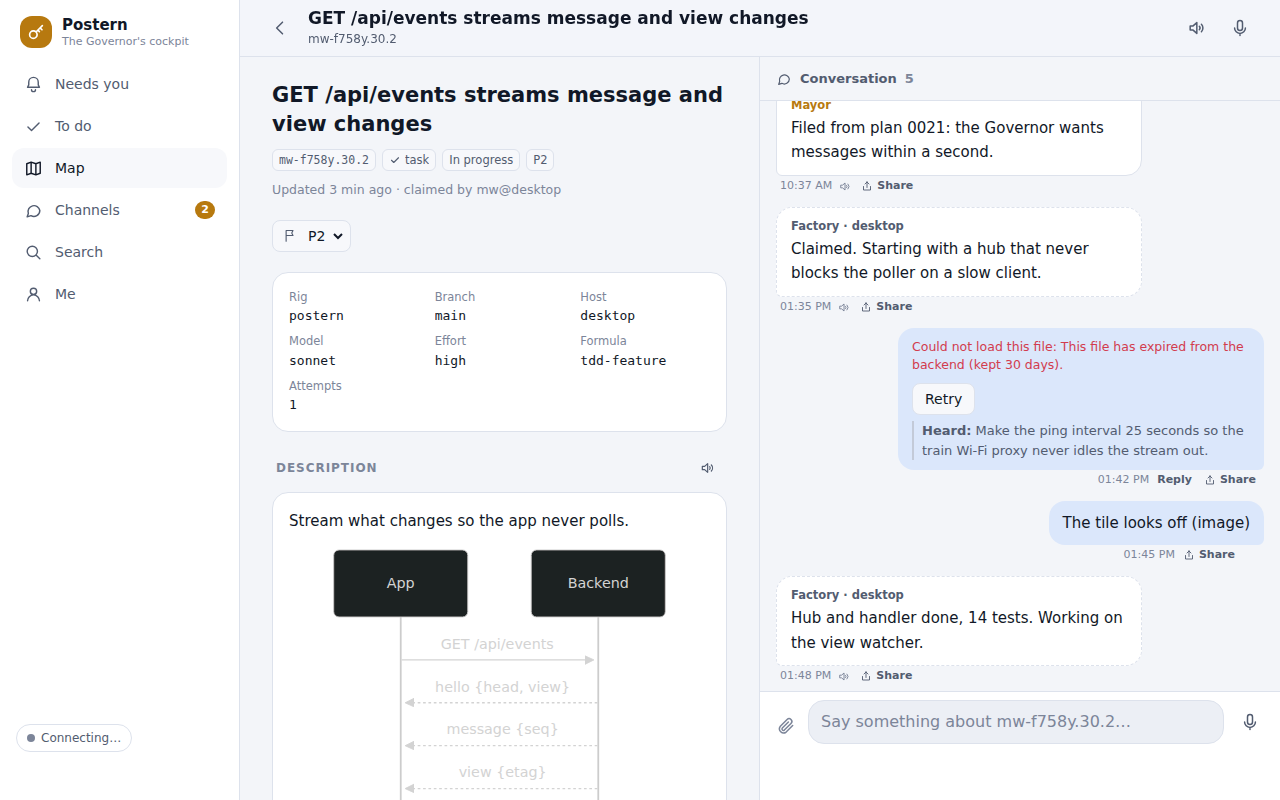 Postern
The Governor's cockpit
Needs you
To do
Map
Channels
2
Search
Me
Connecting…
GET /api/events streams message and view changes
mw-f758y.30.2
GET /api/events streams message and
view changes
mw-f758y.30.2
task
In progress
P2
Updated 3 min ago · claimed by mw@desktop
P2
Rig
Branch
Host
postern
main
desktop
Model
Effort
Formula
sonnet
high
tdd-feature
Attempts
1
DESCRIPTION
Stream what changes so the app never polls.
App
Backend
GET /api/events
hello {head, view}
message {seq}
view {etag}
Conversation 5
Mayor
Filed from plan 0021: the Governor wants
messages within a second.
10:37 AM
Share
Factory · desktop
Claimed. Starting with a hub that never
blocks the poller on a slow client.
01:35 PM
Share
Could not load this file: This file has expired from the
backend (kept 30 days).
Retry
Heard: Make the ping interval 25 seconds so the
train Wi-Fi proxy never idles the stream out.
01:42 PM
Reply
Share
The tile looks off (image)
01:45 PM
Share
Factory · desktop
Hub and handler done, 14 tests. Working on
the view watcher.
01:48 PM
Share
Say something about mw-f758y.30.2…